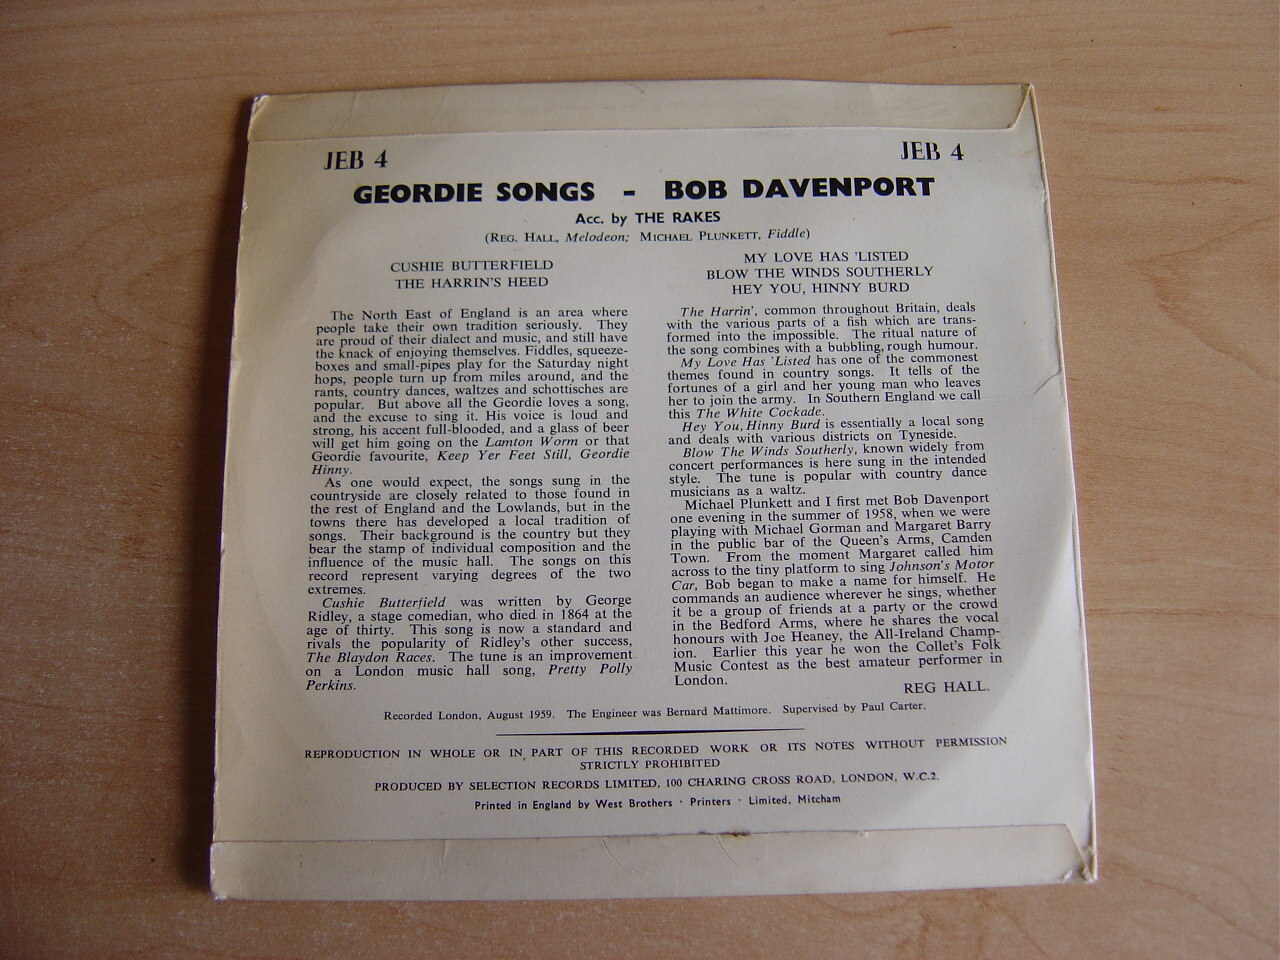 JEB 4
JEB 4
GEORDIE SONGS - BOB DAVENPORT
Acc. by THE RAKES
(REG. HALL, Melodeon; MICHAEL PLUNKETT, Fiddle)
CUSHIE BUTTERFIELD
THE HARRIN'S HEED
The North East of England is an area where
people take their own tradition seriously. They
are proud of their dialect and music, and still have
the knack of enjoying themselves. Fiddles, squeeze-
boxes and small-pipes play for the Saturday night
hops, people turn up from miles around, and the
rants, country dances, waltzes and schottisches are
popular. But above all the Geordie loves a song,
and the excuse to sing it. His voice is loud and
strong, his accent full-blooded, and a glass of beer
will get him going on the Lamton Worm or that
Geordie favourite, Keep Yer Feet Still, Geordie
Hinny.
As one would expect, the songs sung in the
countryside are closely related to those found in
the rest of England and the Lowlands, but in the
towns there has developed a local tradition of
songs. Their background is the country but they
bear the stamp of individual composition and the
influence of the music hall. The songs on this
record represent varying degrees of the two
extremes.
Cushie Butterfield was written by George
Ridley, a stage comedian, who died in 1864 at the
age of thirty. This song is now a standard and
rivals the popularity of Ridley's other success,
The Blaydon Races. The tune is an improvement
on a London music hall song, Pretty Polly
Perkins.
MY LOVE HAS 'LISTED
BLOW THE WINDS SOUTHERLY
HEY YOU, HINNY BURD
The Harrin', common throughout Britain, deals
with the various parts of a fish which are trans-
formed into the impossible. The ritual nature of
the song combines with a bubbling, rough humour.
My Love Has 'Listed has one of the commonest
themes found in country songs. It tells of the
fortunes of a girl and her young man who leaves
her to join the army. In Southern England we call
this The White Cockade.
Hey You, Hinny Burd is essentially a local song
and deals with various districts on Tyneside.
Blow The Winds Southerly, known widely from
concert performances is here sung in the intended
style. The tune is popular with country dance
musicians as a waltz.
Michael Plunkett and I first met Bob Davenport
one evening in the summer of 1958, when we were
playing with Michael Gorman and Margaret Barry
in the public bar of the Queen's Arms, Camden
Town. From the moment Margaret called him
across to the tiny platform to sing Johnson's Motor
Car, Bob began to make a name for himself. He
commands an audience wherever he sings, whether
it be a group of friends at a party or the crowd
in the Bedford Arms, where he shares the vocal
honours with Joe Heaney, the All-Ireland Champ-
ion. Earlier this year he won the Collet's Folk
Music Contest as the best amateur performer in
London.
REG HALL.
Recorded London, August 1959. The Engineer was Bernard Mattimore. Supervised by Paul Carter.
REPRODUCTION IN WHOLE OR IN PART OF THIS RECORDED WORK OR ITS NOTES WITHOUT PERMISSION
STRICTLY PROHIBITED
PRODUCED BY SELECTION RECORDS LIMITED, 100 CHARING CROSS ROAD, LONDON, W.C.2.
Printed in England by West Brothers · Printers · Limited, Mitcham